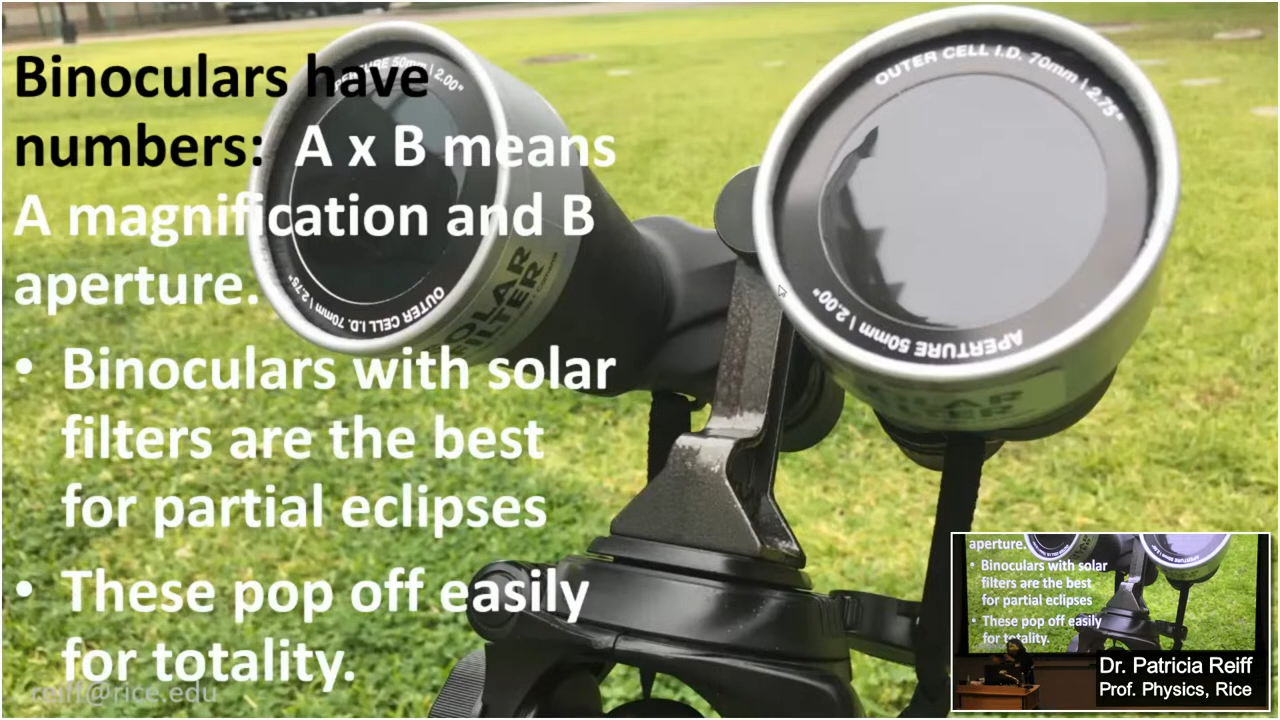 Binoculars have
numbers: A x B means
A magnification and B
aperture.
• Binoculars with solar
filters are the best
for partial eclipses
• These pop off easily
for totality.
reiff@rice.edu
APERTURE 50mm \ 2.00"
OUTER CELL I.D. 70mm \ 2.75"
SOLAR
FILTER
OUTER CELL I.D. 70mm \ 2.75"
APERTURE 50mm \ 2.00"
SOLAR
FILTER
aperture.
• Binoculars with solar
filters are the best
for partial eclipses
• These pop off easily
for totality.
Dr. Patricia Reiff
Prof. Physics, Rice